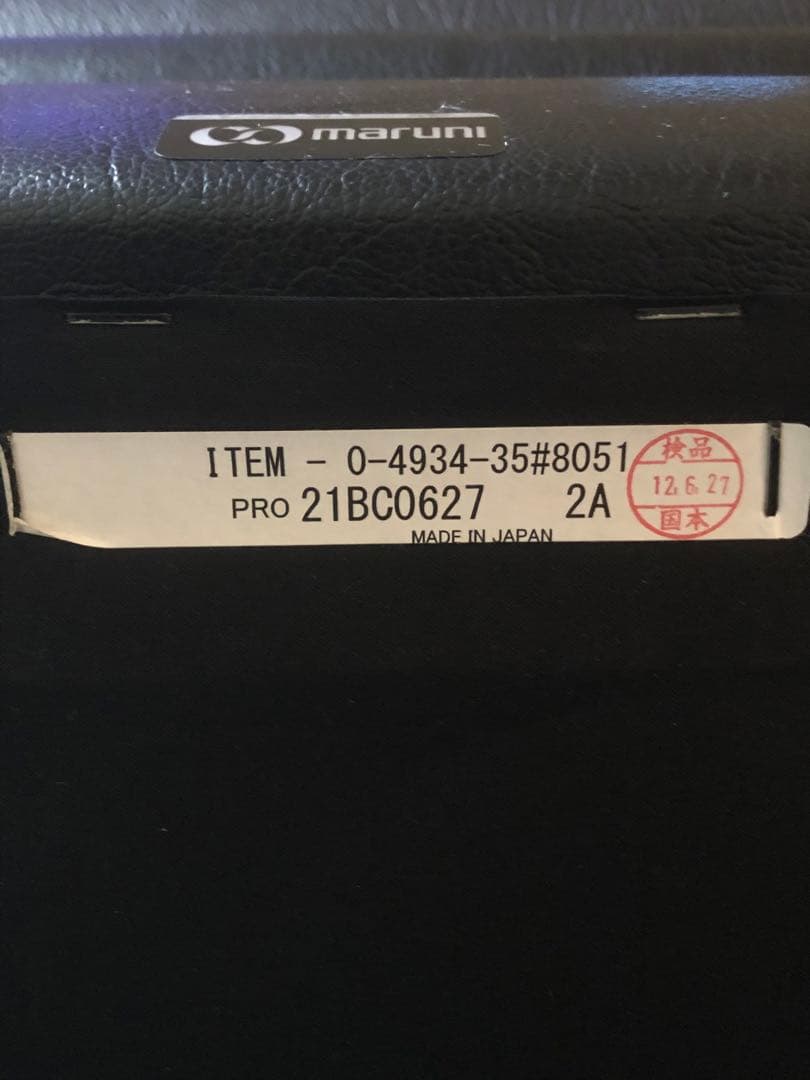 maruni
ITEM - 0-4934-35#8051
PRO 21BC0627 2A
MADE IN JAPAN
検品
12.6.27
国本